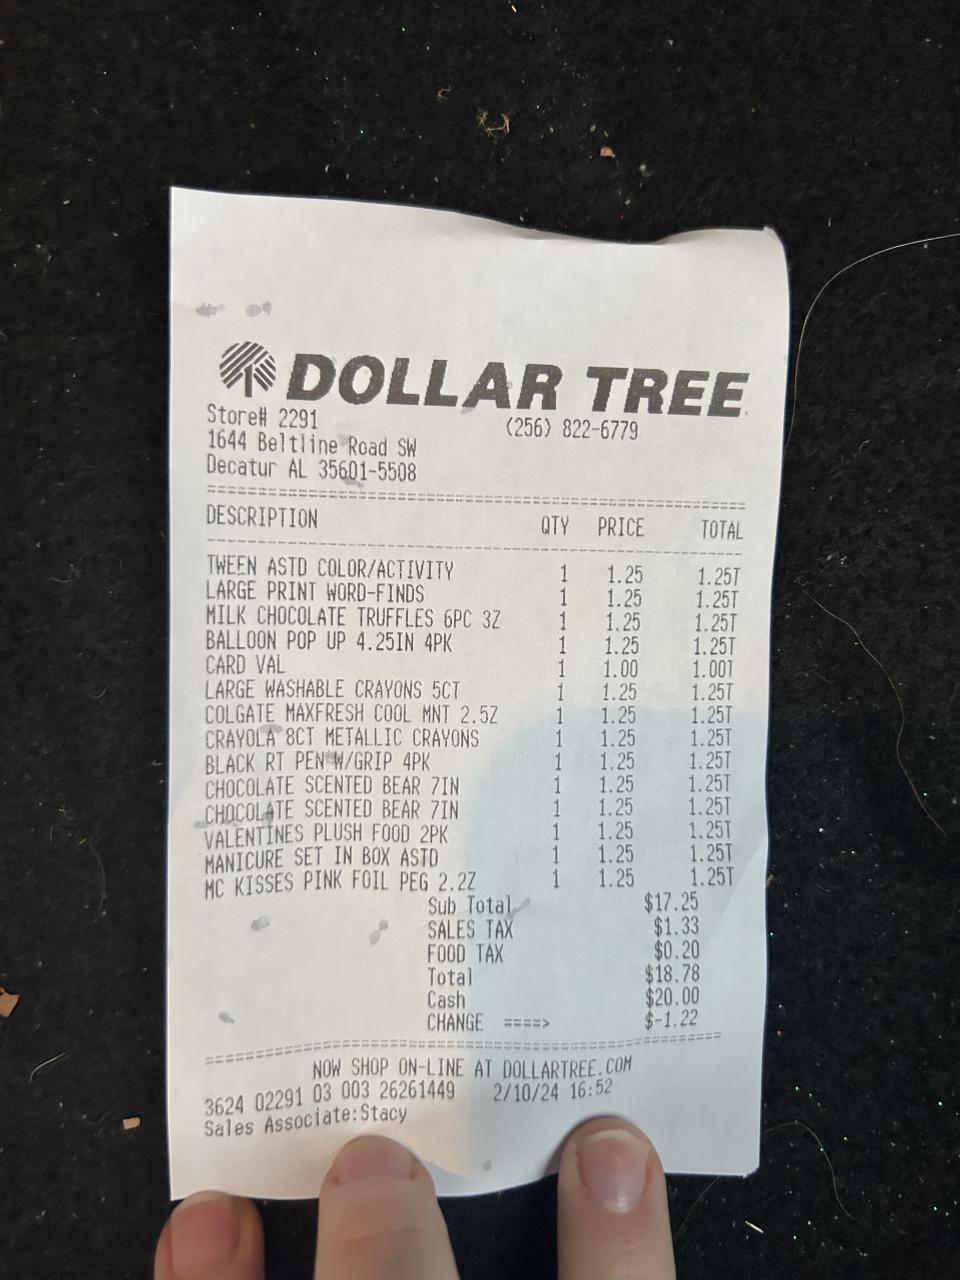 DOLLAR TREE
Store# 2291 (256) 822-6779
1644 Beltline Road SW
Decatur AL 35601-5508
DESCRIPTION QTY PRICE TOTAL
TWEEN ASTD COLOR/ACTIVITY 1 1.25 1.25T
LARGE PRINT WORD-FINDS 1 1.25 1.25T
MILK CHOCOLATE TRUFFLES 6PC 3Z 1 1.25 1.25T
BALLOON POP UP 4.25IN 4PK 1 1.25 1.25T
CARD VAL 1 1.00 1.00T
LARGE WASHABLE CRAYONS 5CT 1 1.25 1.25T
COLGATE MAXFRESH COOL MNT 2.5Z 1 1.25 1.25T
CRAYOLA 8CT METALLIC CRAYONS 1 1.25 1.25T
BLACK RT PEN W/GRIP 4PK 1 1.25 1.25T
CHOCOLATE SCENTED BEAR 7IN 1 1.25 1.25T
CHOCOLATE SCENTED BEAR 7IN 1 1.25 1.25T
VALENTINES PLUSH FOOD 2PK 1 1.25 1.25T
MANICURE SET IN BOX ASTD 1 1.25 1.25T
MC KISSES PINK FOIL PEG 2.2Z 1 1.25 1.25T
Sub Total $17.25
SALES TAX $1.33
FOOD TAX $0.20
Total $18.78
Cash $20.00
CHANGE ====> $-1.22
NOW SHOP ON-LINE AT DOLLARTREE.COM
3624 02291 03 003 26261449 2/10/24 16:52
Sales Associate:Stacy